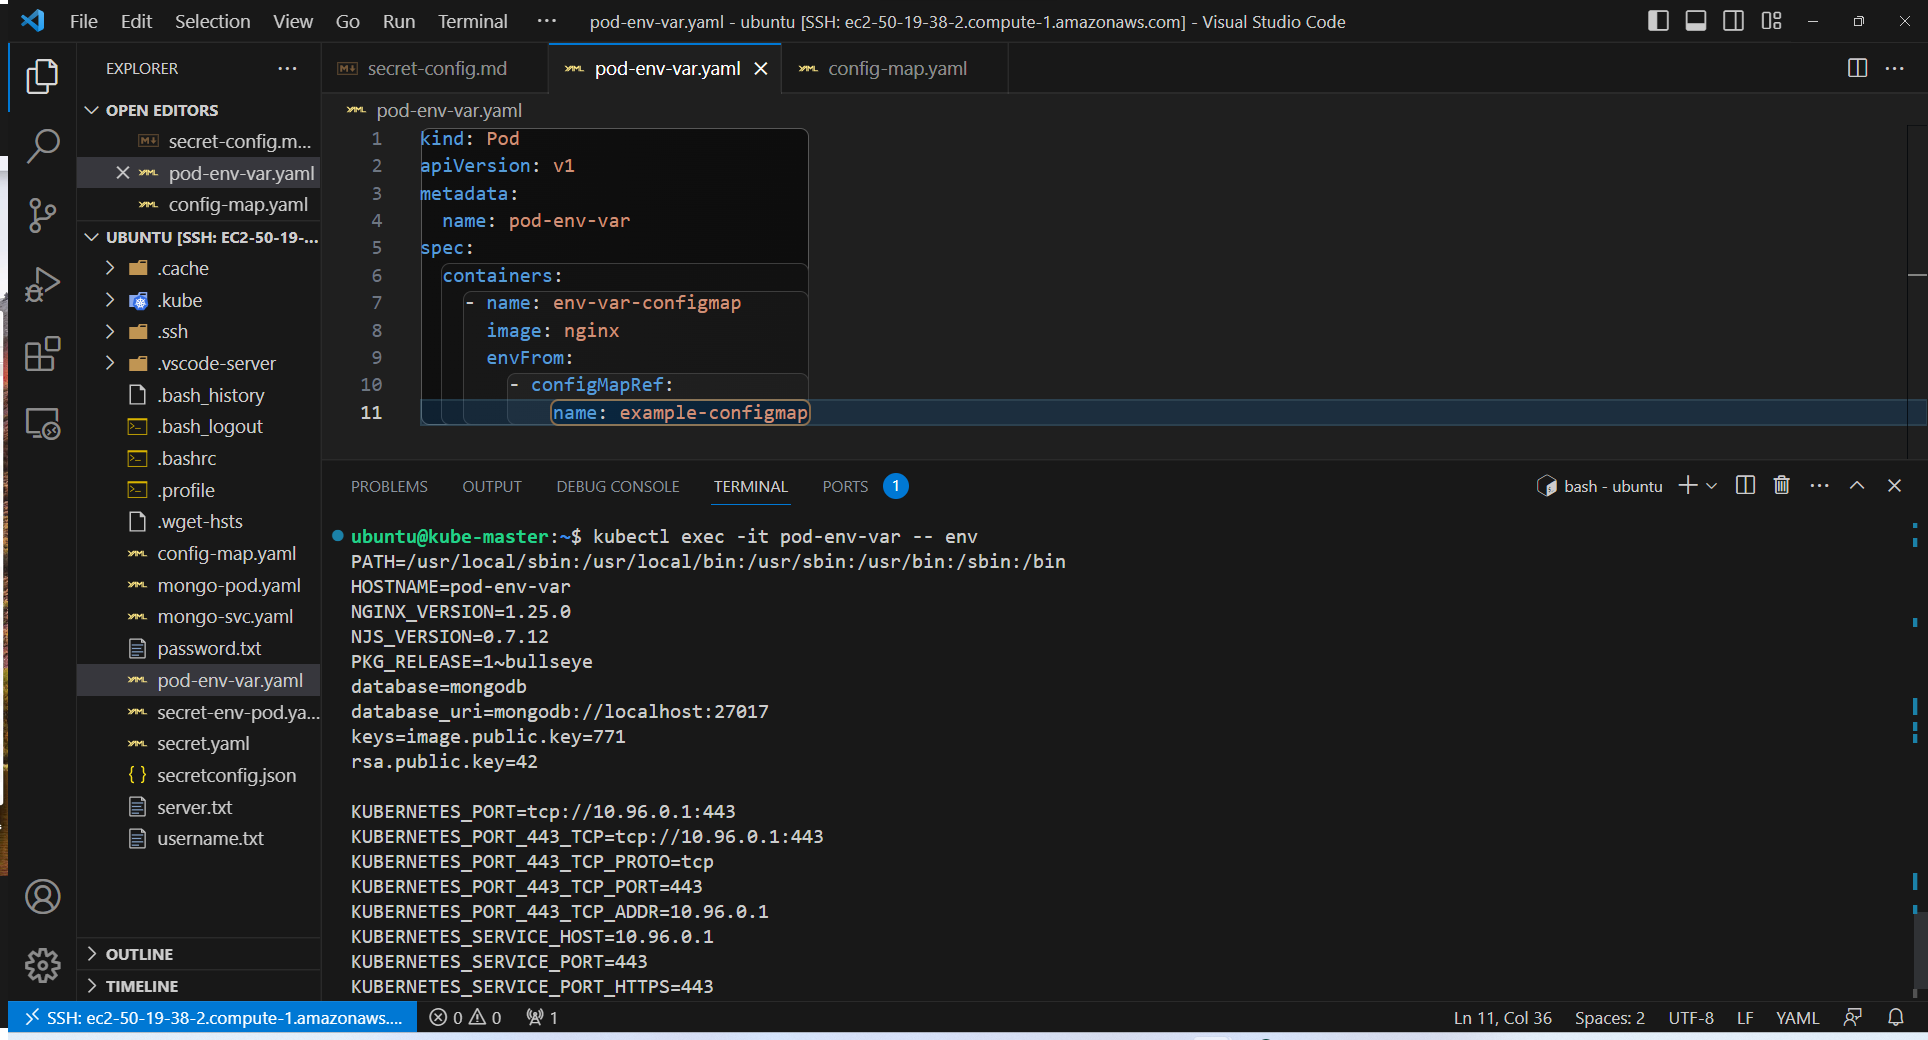 File Edit Selection View Go Run Terminal ··· pod-env-var.yaml - ubuntu [SSH: ec2-50-19-38-2.compute-1.amazonaws.com] - Visual Studio Code
EXPLORER ···
OPEN EDITORS
secret-config.m...
pod-env-var.yaml
config-map.yaml
UBUNTU [SSH: EC2-50-19-...
.cache
.kube
.ssh
.vscode-server
.bash_history
.bash_logout
.bashrc
.profile
.wget-hsts
config-map.yaml
mongo-pod.yaml
mongo-svc.yaml
password.txt
pod-env-var.yaml
secret-env-pod.ya...
secret.yaml
secretconfig.json
server.txt
username.txt
OUTLINE
TIMELINE
secret-config.md pod-env-var.yaml config-map.yaml
pod-env-var.yaml
1 kind: Pod
2 apiVersion: v1
3 metadata:
4 name: pod-env-var
5 spec:
6 containers:
7 - name: env-var-configmap
8 image: nginx
9 envFrom:
10 - configMapRef:
11 name: example-configmap
PROBLEMS OUTPUT DEBUG CONSOLE TERMINAL PORTS 1 bash - ubuntu
ubuntu@kube-master:~$ kubectl exec -it pod-env-var -- env
PATH=/usr/local/sbin:/usr/local/bin:/usr/sbin:/usr/bin:/sbin:/bin
HOSTNAME=pod-env-var
NGINX_VERSION=1.25.0
NJS_VERSION=0.7.12
PKG_RELEASE=1~bullseye
database=mongodb
database_uri=mongodb://localhost:27017
keys=image.public.key=771
rsa.public.key=42
KUBERNETES_PORT=tcp://10.96.0.1:443
KUBERNETES_PORT_443_TCP=tcp://10.96.0.1:443
KUBERNETES_PORT_443_TCP_PROTO=tcp
KUBERNETES_PORT_443_TCP_PORT=443
KUBERNETES_PORT_443_TCP_ADDR=10.96.0.1
KUBERNETES_SERVICE_HOST=10.96.0.1
KUBERNETES_SERVICE_PORT=443
KUBERNETES_SERVICE_PORT_HTTPS=443
SSH: ec2-50-19-38-2.compute-1.amazonaws.... 0 0 1 Ln 11, Col 36 Spaces: 2 UTF-8 LF YAML